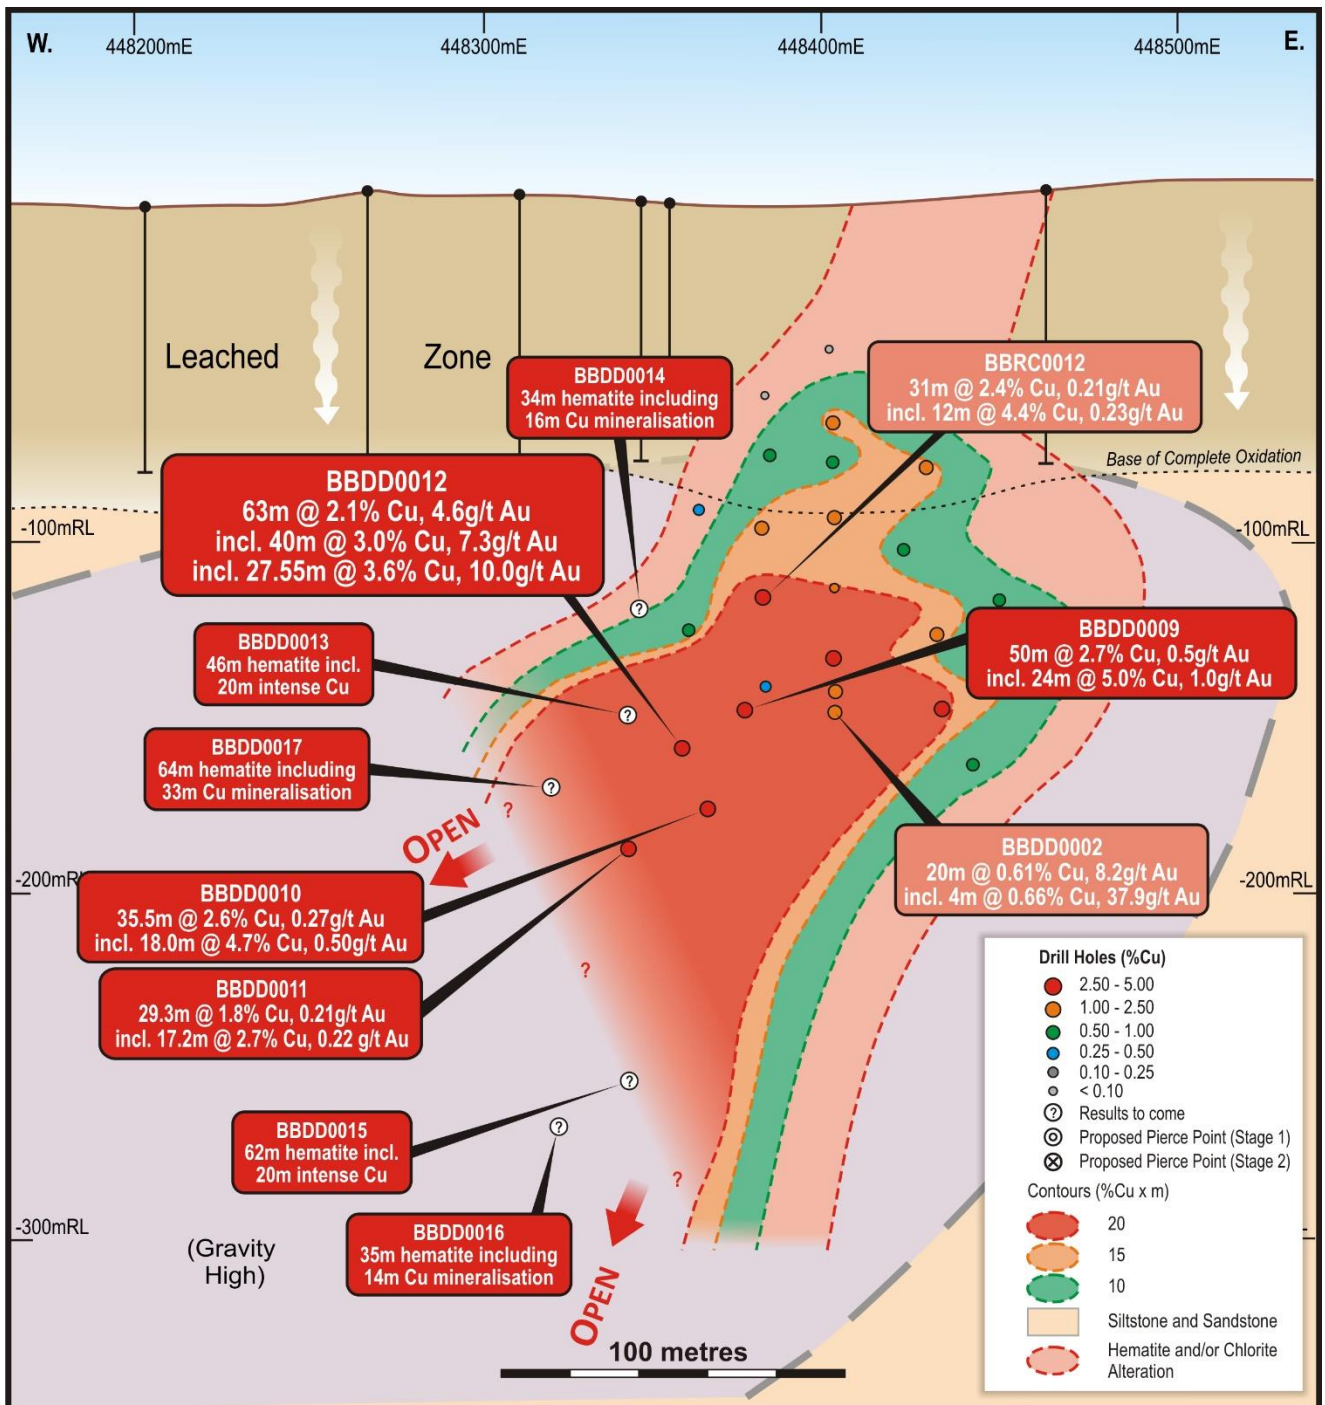 W.
448200mE
448300mE
448400mE
448500mE
E.
Leached Zone
BBDD0014
34m hematite including
16m Cu mineralisation
BBRC0012
31m @ 2.4% Cu, 0.21g/t Au
incl. 12m @ 4.4% Cu, 0.23g/t Au
Base of Complete Oxidation
BBDD0012
63m @ 2.1% Cu, 4.6g/t Au
incl. 40m @ 3.0% Cu, 7.3g/t Au
incl. 27.55m @ 3.6% Cu, 10.0g/t Au
-100mRL
-100mRL
?
BBDD0013
46m hematite incl.
20m intense Cu
BBDD0009
50m @ 2.7% Cu, 0.5g/t Au
incl. 24m @ 5.0% Cu, 1.0g/t Au
?
BBDD0017
64m hematite including
33m Cu mineralisation
?
?
OPEN
BBDD0002
20m @ 0.61% Cu, 8.2g/t Au
incl. 4m @ 0.66% Cu, 37.9g/t Au
-200mRL
-200mRL
BBDD0010
35.5m @ 2.6% Cu, 0.27g/t Au
incl. 18.0m @ 4.7% Cu, 0.50g/t Au
BBDD0011
29.3m @ 1.8% Cu, 0.21g/t Au
incl. 17.2m @ 2.7% Cu, 0.22 g/t Au
?
?
?
BBDD0015
62m hematite incl.
20m intense Cu
?
BBDD0016
35m hematite including
14m Cu mineralisation
-300mRL
(Gravity
High)
OPEN
100 metres
Drill Holes (%Cu)
2.50 - 5.00
1.00 - 2.50
0.50 - 1.00
0.25 - 0.50
0.10 - 0.25
< 0.10
? Results to come
Proposed Pierce Point (Stage 1)
Proposed Pierce Point (Stage 2)
Contours (%Cu x m)
20
15
10
Siltstone and Sandstone
Hematite and/or Chlorite
Alteration